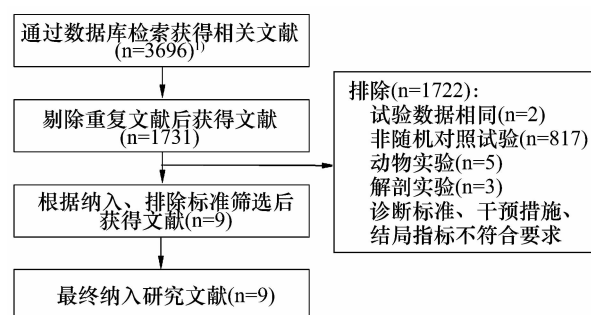 通过数据库检索获得相关文献
(n=3696)¹⁾
剔除重复文献后获得文献
(n=1731)
排除(n=1722):
试验数据相同(n=2)
非随机对照试验(n=817)
动物实验(n=5)
解剖实验(n=3)
诊断标准、干预措施、
结局指标不符合要求
根据纳入、排除标准筛选后
获得文献(n=9)
最终纳入研究文献(n=9)